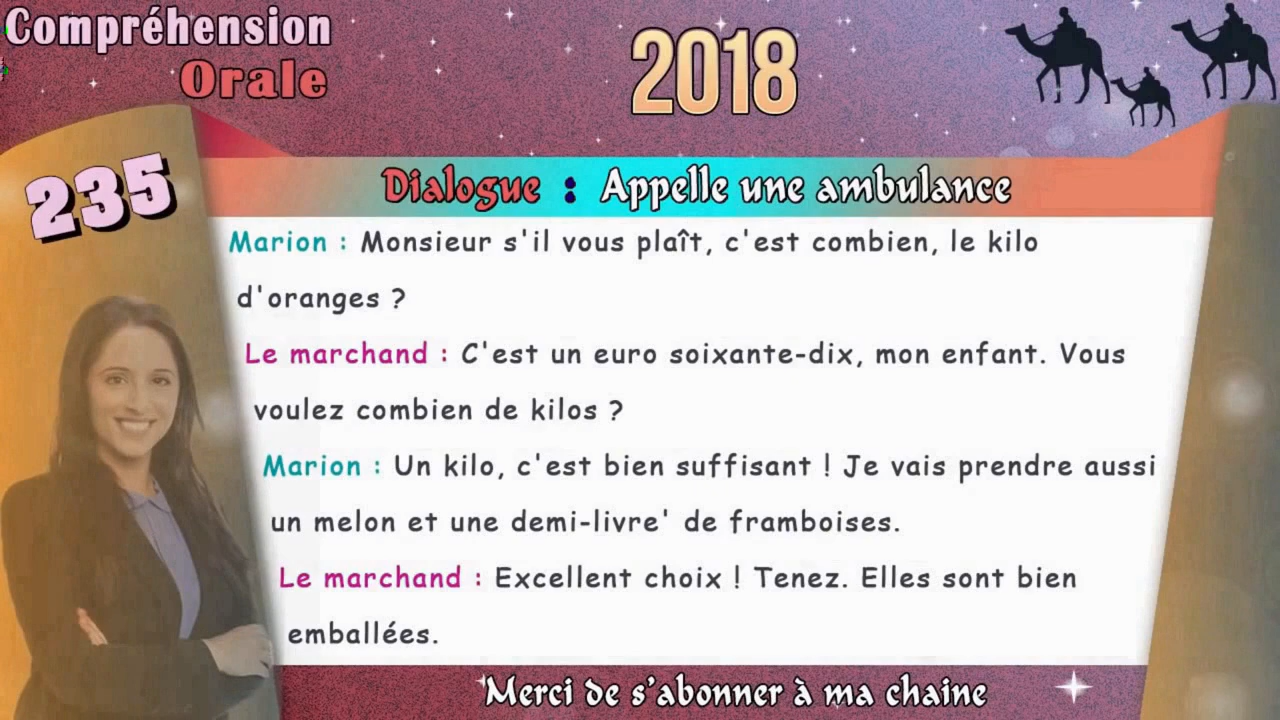 Compréhension
Orale
2018
235
Dialogue : Appelle une ambulance
Marion : Monsieur s'il vous plaît, c'est combien, le kilo
d'oranges ?
Le marchand : C'est un euro soixante-dix, mon enfant. Vous
voulez combien de kilos ?
Marion : Un kilo, c'est bien suffisant ! Je vais prendre aussi
un melon et une demi-livre' de framboises.
Le marchand : Excellent choix ! Tenez. Elles sont bien
emballées.
Merci de s'abonner à ma chaine